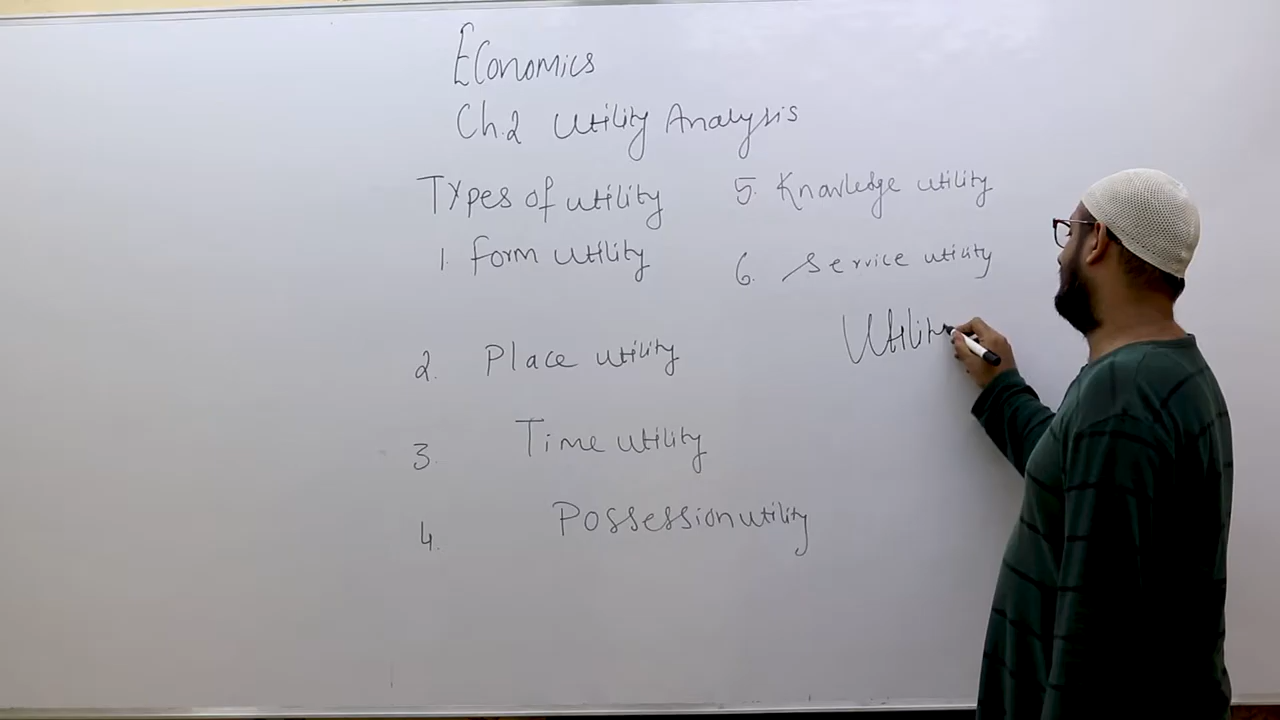 Economics
Ch.2 Utility Analysis
Types of utility
1. Form utility
2. Place utility
3. Time utility
4. Possession utility
5. Knowledge utility
6. Service utility
Utility